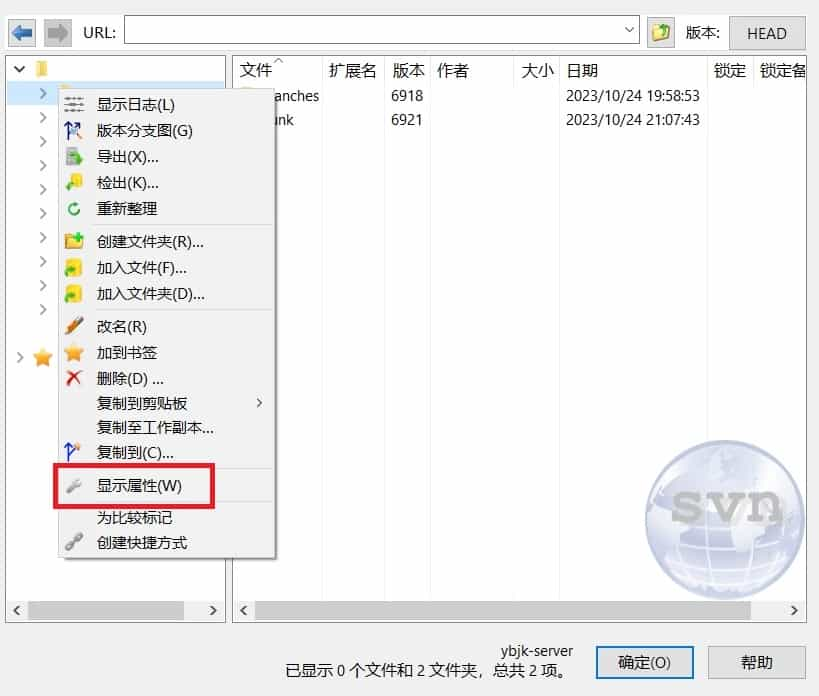 URL:
版本:
HEAD
文件 扩展名 版本 作者 大小 日期 锁定 锁定备
anches 6918 2023/10/24 19:58:53
unk 6921 2023/10/24 21:07:43
显示日志(L)
版本分支图(G)
导出(X)...
检出(K)...
重新整理
创建文件夹(R)...
加入文件(F)...
加入文件夹(D)...
改名(R)
加到书签
删除(D) ...
复制到剪贴板
复制至工作副本...
复制到(C)...
显示属性(W)
为比较标记
创建快捷方式
svn
ybjk-server
已显示 0 个文件和 2 文件夹，总共 2 项。
确定(O)
帮助